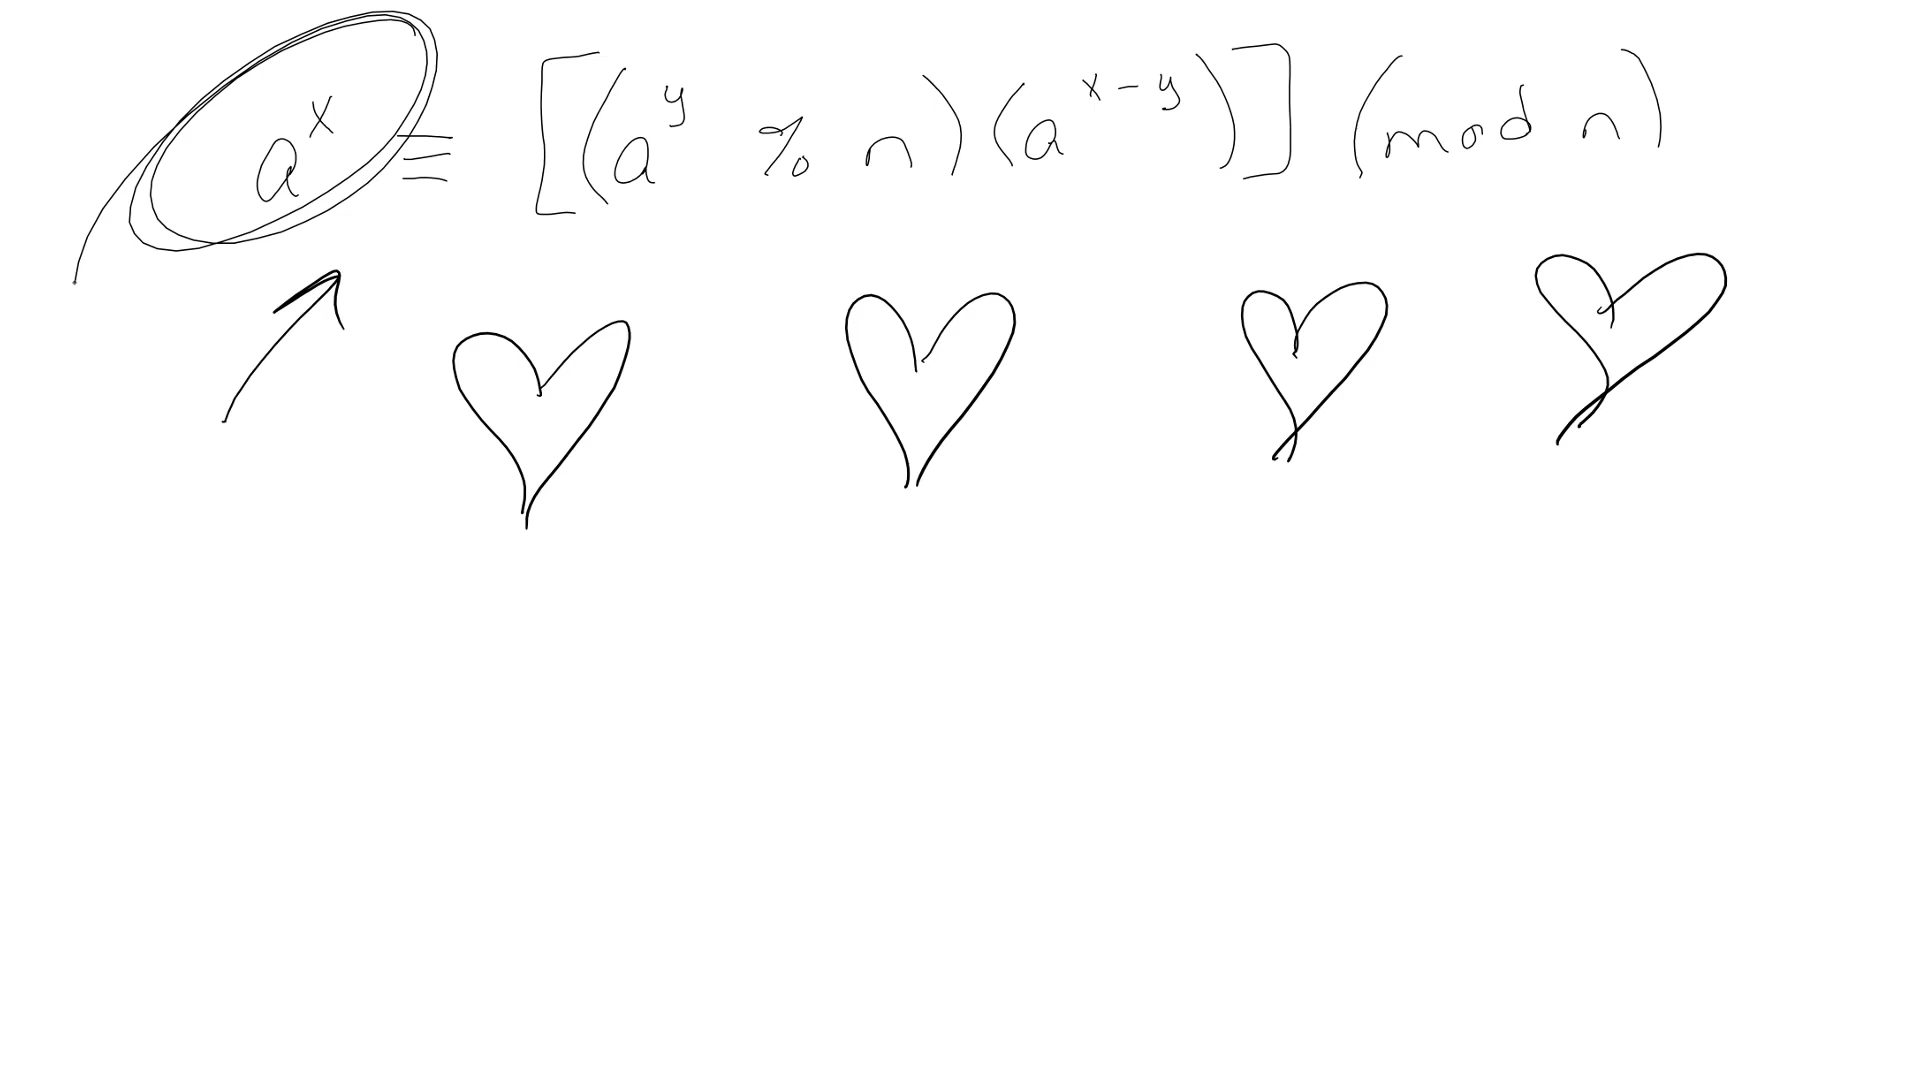 a^x ≡ [(a^y % n)(a^{x-y})] (mod n)